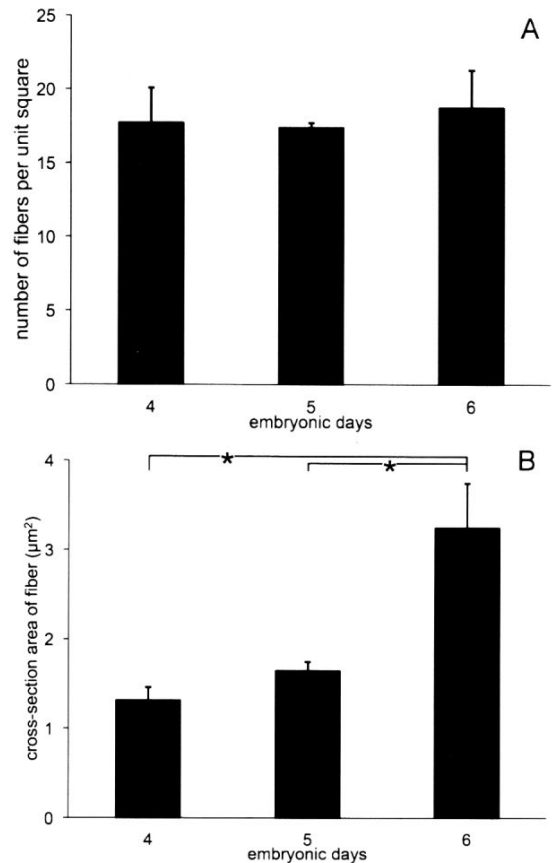 A
number of fibers per unit square
25
20
15
10
5
0
4 5 6
embryonic days
B
cross-section area of fiber (µm²)
4
3
2
1
0
* *
4 5 6
embryonic days